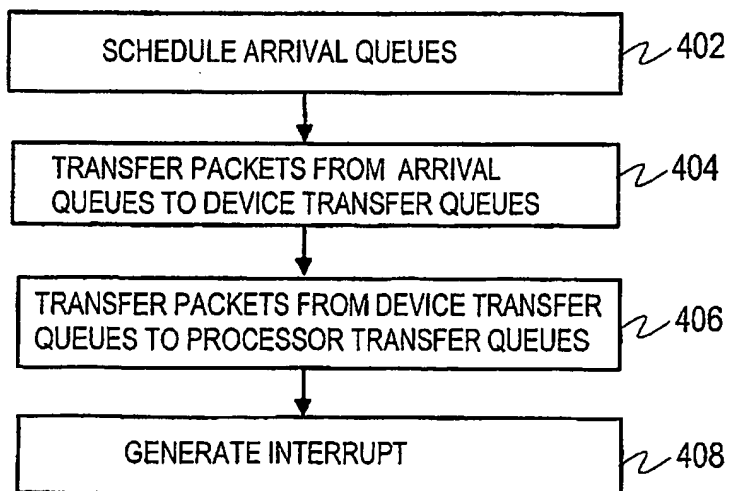 SCHEDULE ARRIVAL QUEUES
402
TRANSFER PACKETS FROM ARRIVAL
QUEUES TO DEVICE TRANSFER QUEUES
404
TRANSFER PACKETS FROM DEVICE TRANSFER
QUEUES TO PROCESSOR TRANSFER QUEUES
406
GENERATE INTERRUPT
408